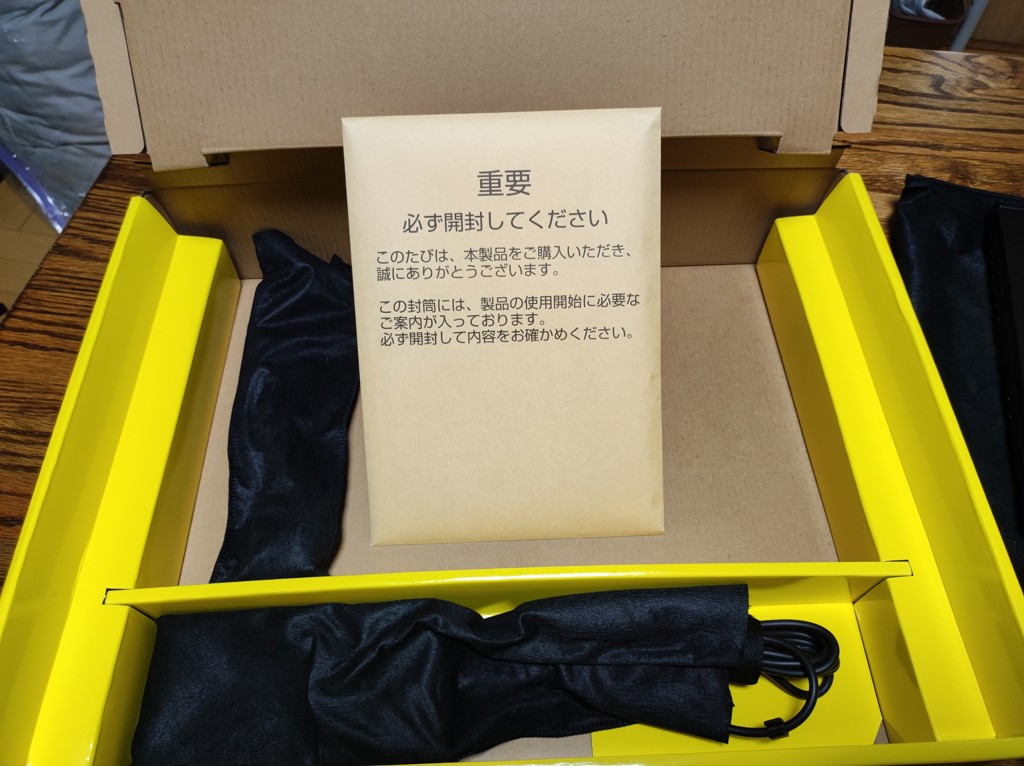 重要
必ず開封してください
このたびは、本製品をご購入いただき、
誠にありがとうございます。
この封筒には、製品の使用開始に必要な
ご案内が入っております。
必ず開封して内容をお確かめください。